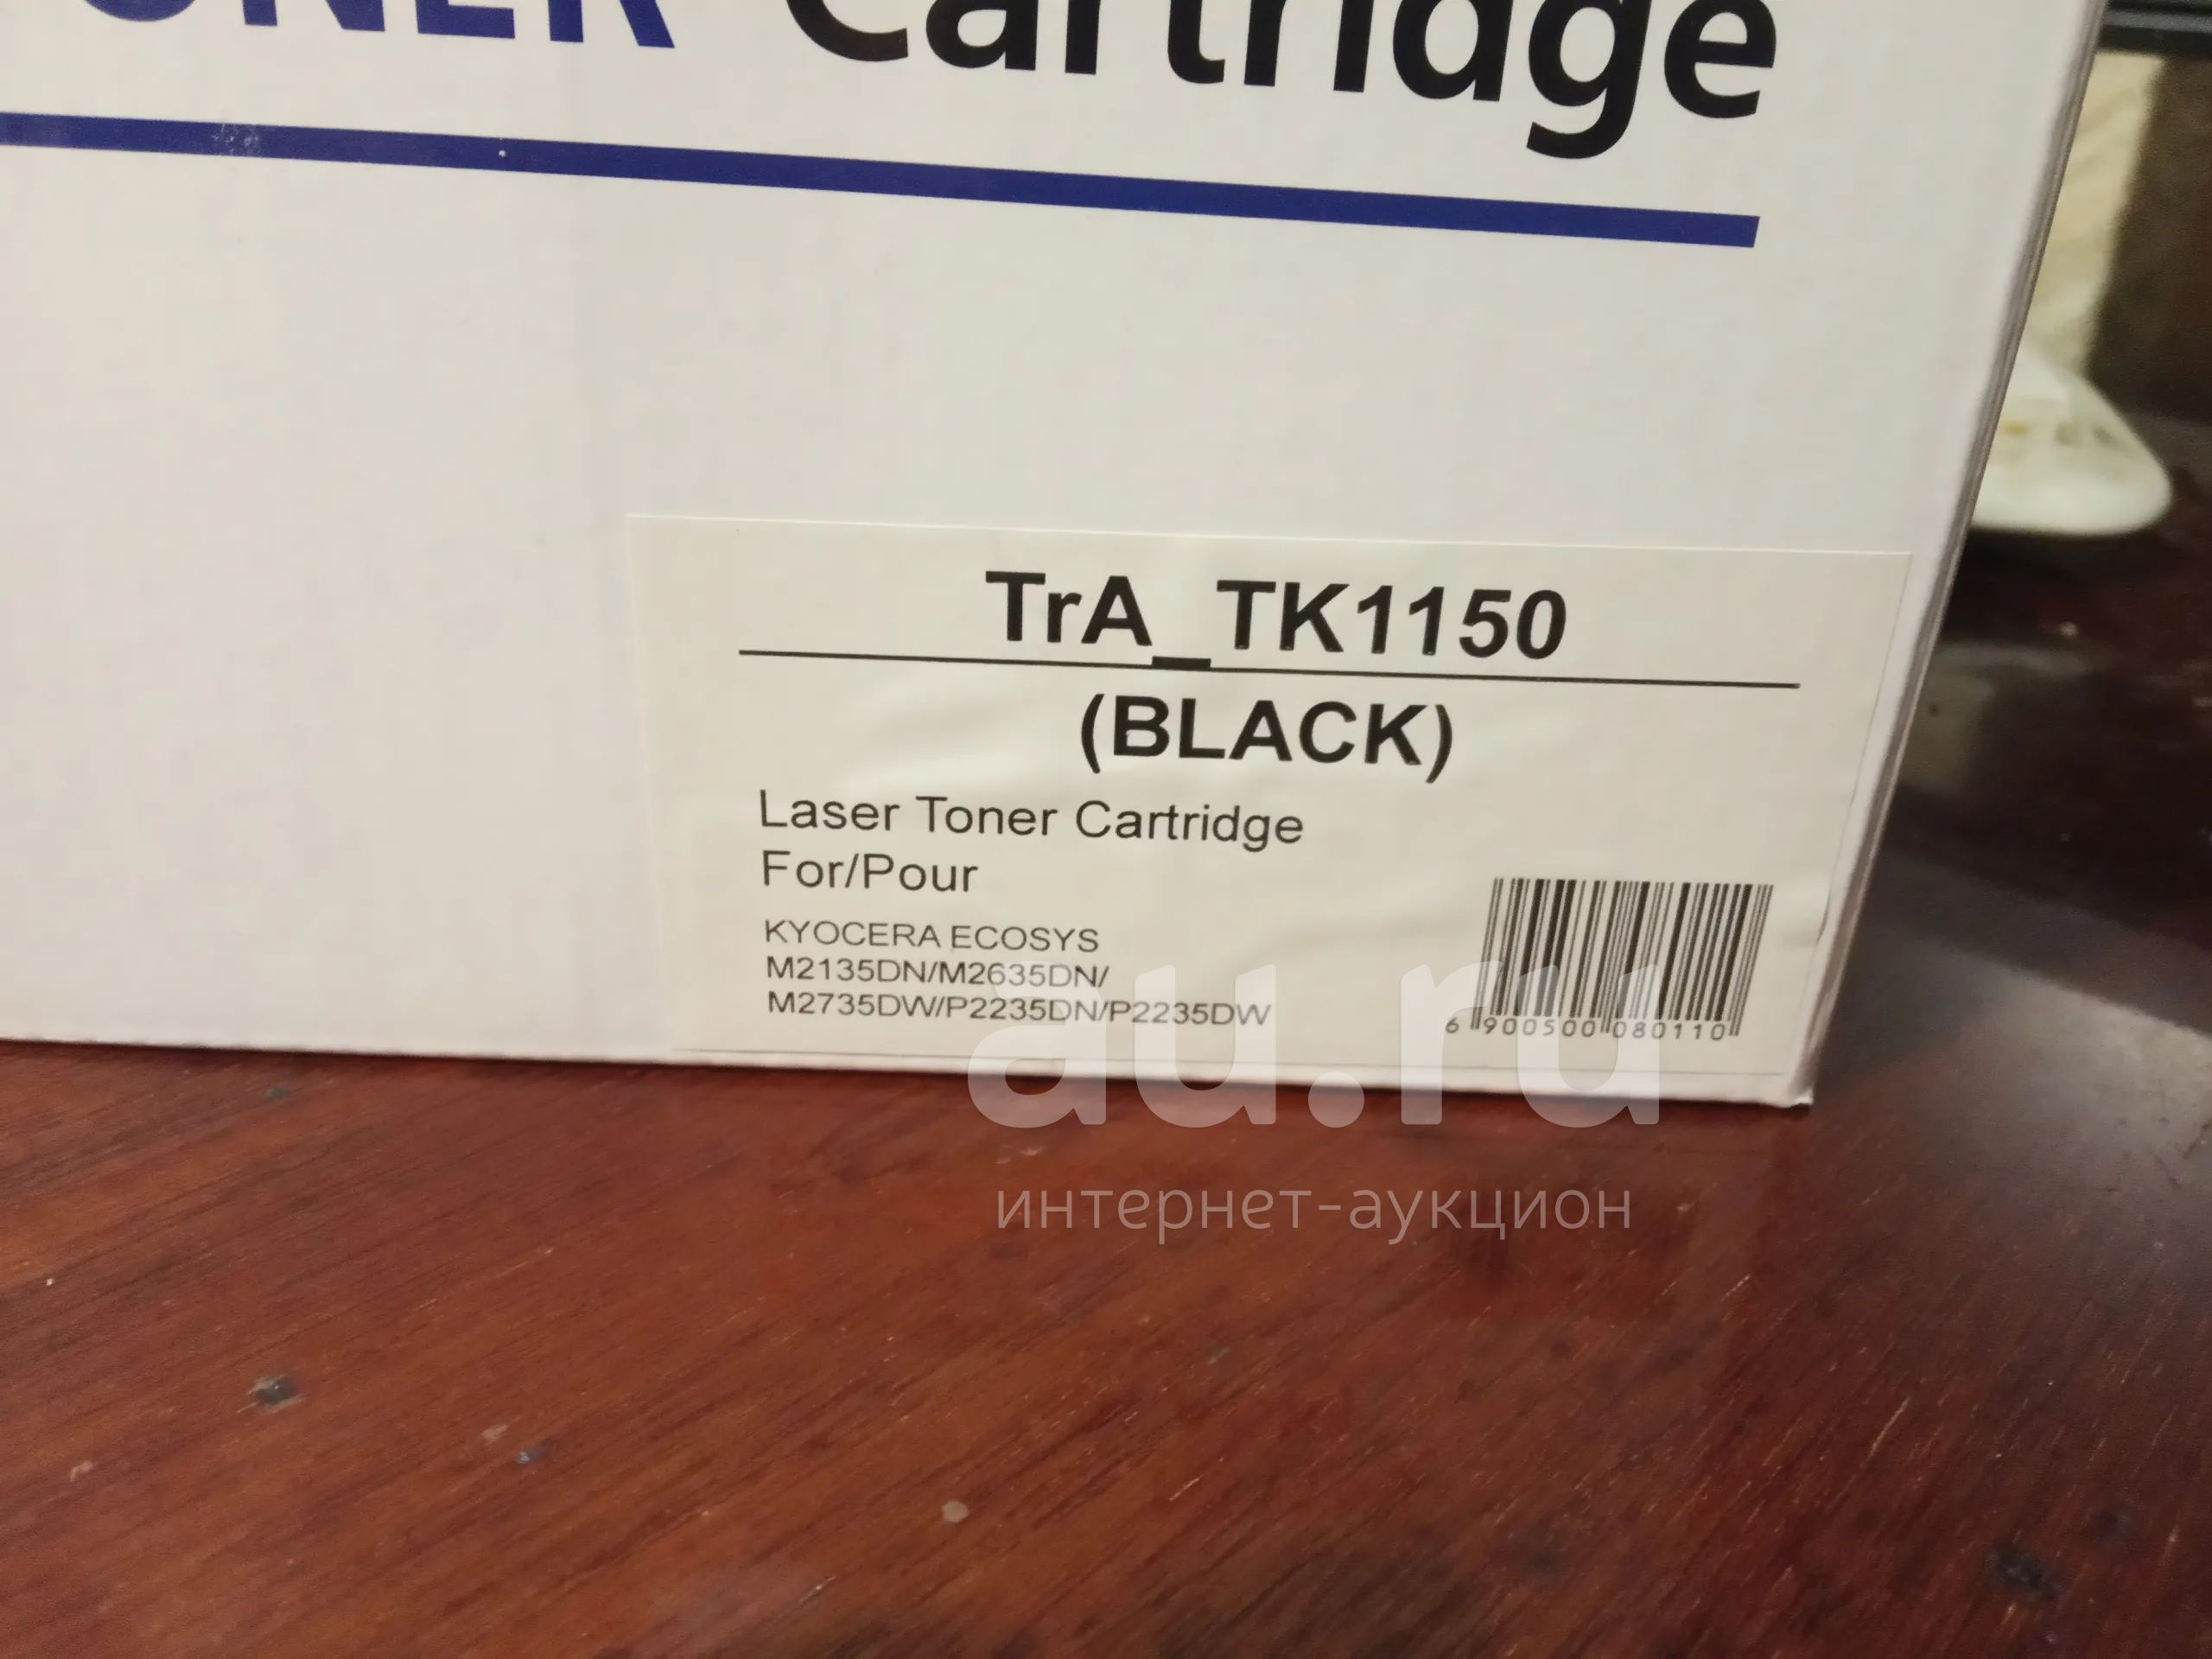 TONER Cartridge
TrA_TK1150
(BLACK)
Laser Toner Cartridge
For/Pour
KYOCERA ECOSYS
M2135DN/M2635DN/
M2735DW/P2235DN/P2235DW
6 900500 080110
au.ru
интернет-аукцион